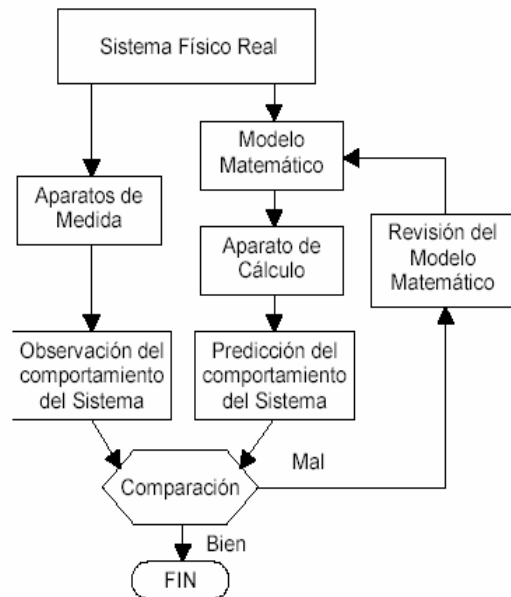 Sistema Físico Real
Modelo
Matemático
Aparatos de
Medida
Aparato de
Cálculo
Revisión del
Modelo
Matemático
Observación del
comportamiento
del Sistema
Predicción del
comportamiento
del Sistema
Mal
Comparación
Bien
FIN